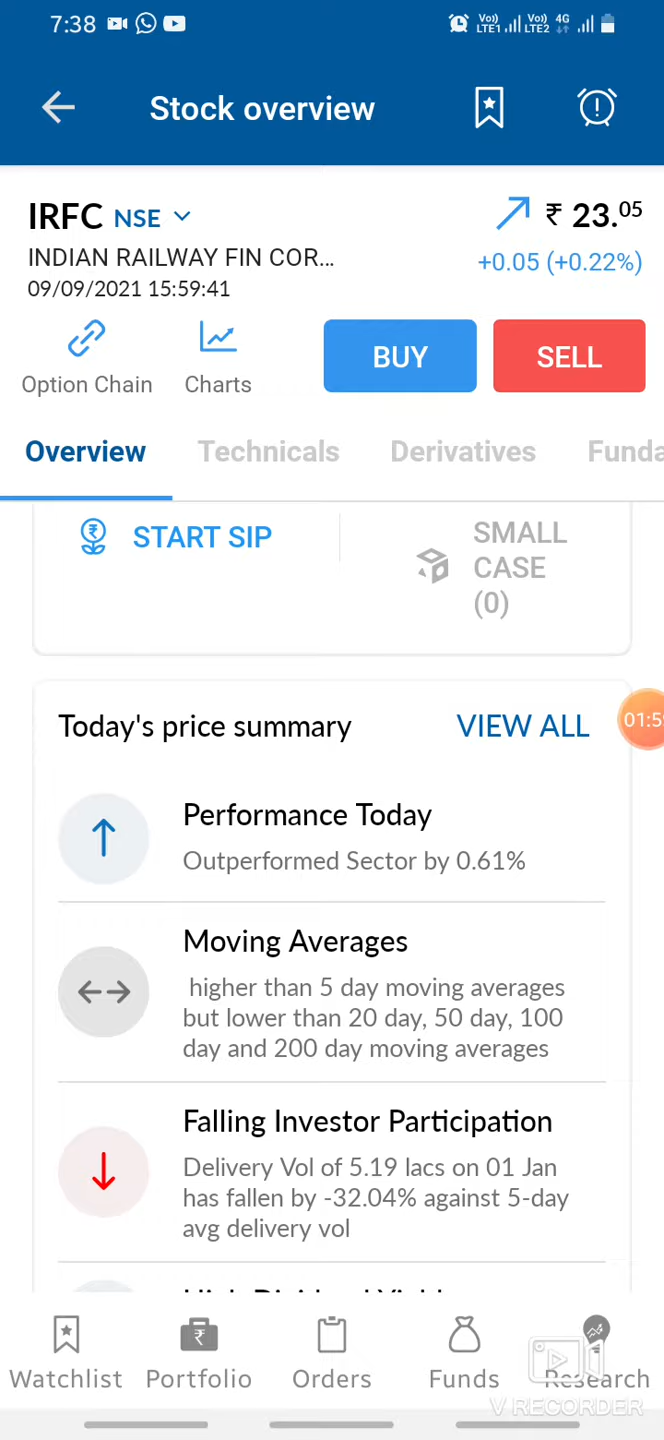 7:38 Vo) LTE1 Vo) LTE2 4G
Stock overview
IRFC NSE ₹ 23.05
INDIAN RAILWAY FIN COR... +0.05 (+0.22%)
09/09/2021 15:59:41
Option Chain Charts BUY SELL
Overview Technicals Derivatives Funda
START SIP SMALL
CASE
(0)
Today's price summary VIEW ALL
Performance Today
Outperformed Sector by 0.61%
Moving Averages
higher than 5 day moving averages
but lower than 20 day, 50 day, 100
day and 200 day moving averages
Falling Investor Participation
Delivery Vol of 5.19 lacs on 01 Jan
has fallen by -32.04% against 5-day
avg delivery vol
Watchlist Portfolio Orders Funds Research
V RECORDER